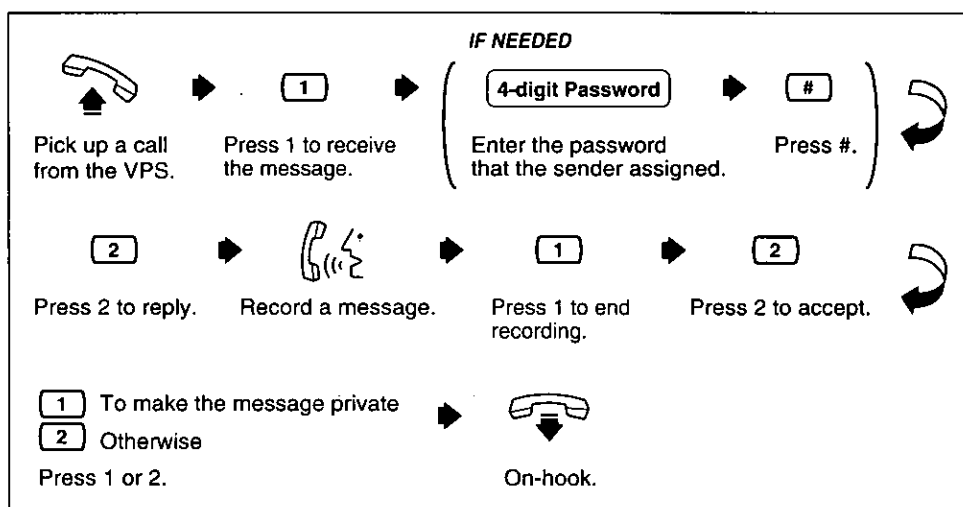 IF NEEDED
1
4-digit Password
#
Pick up a call
from the VPS.
Press 1 to receive
the message.
Enter the password
that the sender assigned.
Press #.
2
1
2
Press 2 to reply.
Record a message.
Press 1 to end
recording.
Press 2 to accept.
1 To make the message private
2 Otherwise
Press 1 or 2.
On-hook.